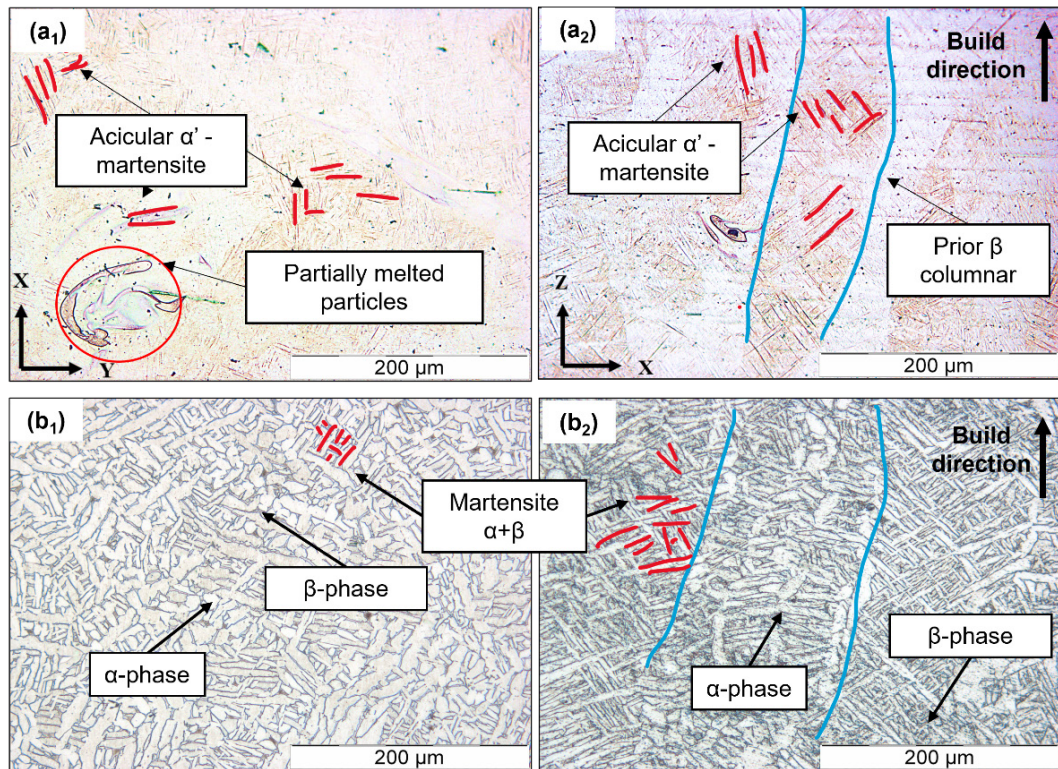 (a1)
Acicular α' -
martensite
Partially melted
particles
X
Y
200 µm
(a2)
Build
direction
Acicular α' -
martensite
Prior β
columnar
Z
X
200 µm
(b1)
Martensite
α+β
β-phase
α-phase
200 µm
(b2)
Build
direction
β-phase
α-phase
200 µm